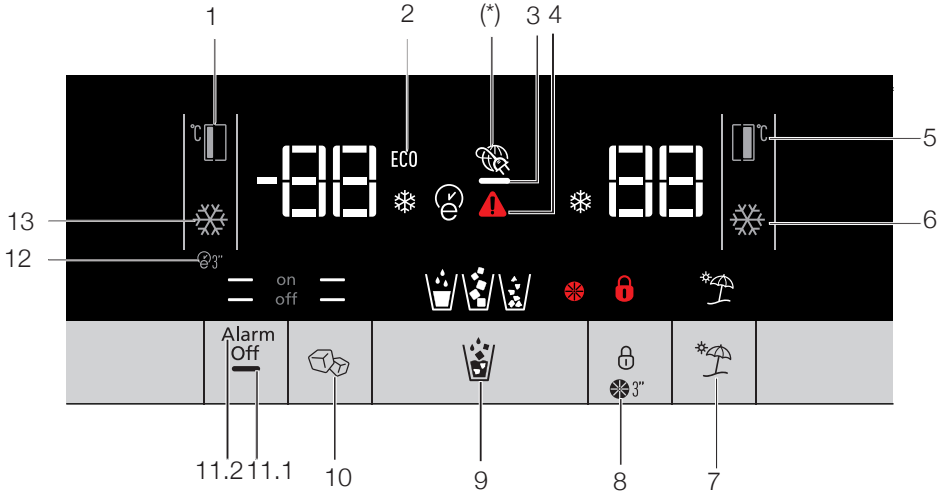 1 2 (*) 3 4
°C -88 ECO 88 °C 5
13 6
12 e 3"
on
off
Alarm
Off
3"
11.2 11.1 10 9 8 7